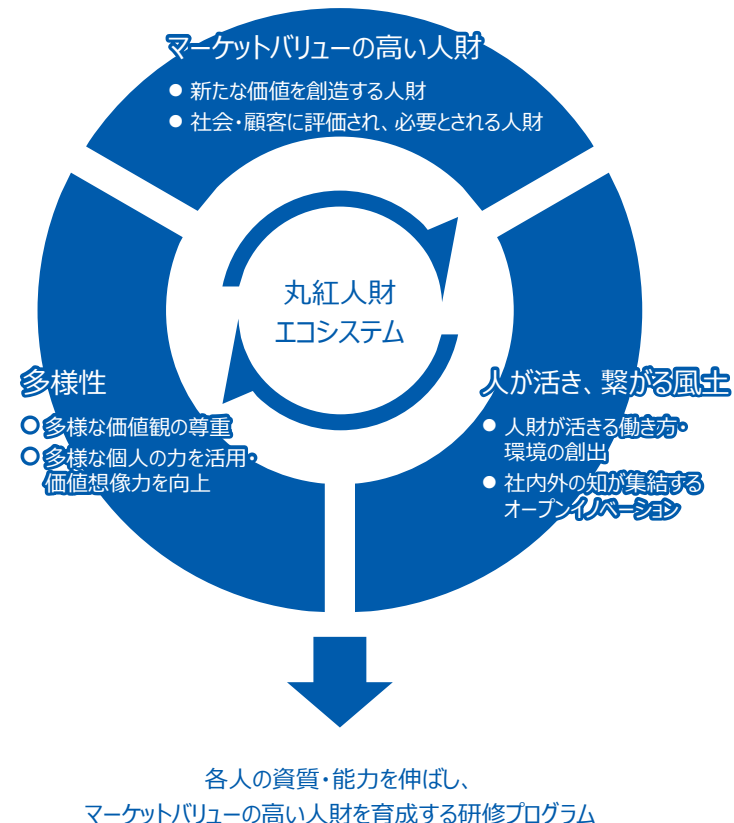 マーケットバリューの高い人財
● 新たな価値を創造する人財
● 社会・顧客に評価され、必要とされる人財
丸紅人財
エコシステム
多様性
多様な価値観の尊重
多様な個人の力を活用・
価値想像力を向上
人が活き、繋がる風土
● 人財が活きる働き方・
環境の創出
● 社内外の知が集結する
オープンイノベーション
各人の資質・能力を伸ばし、
マーケットバリューの高い人財を育成する研修プログラム